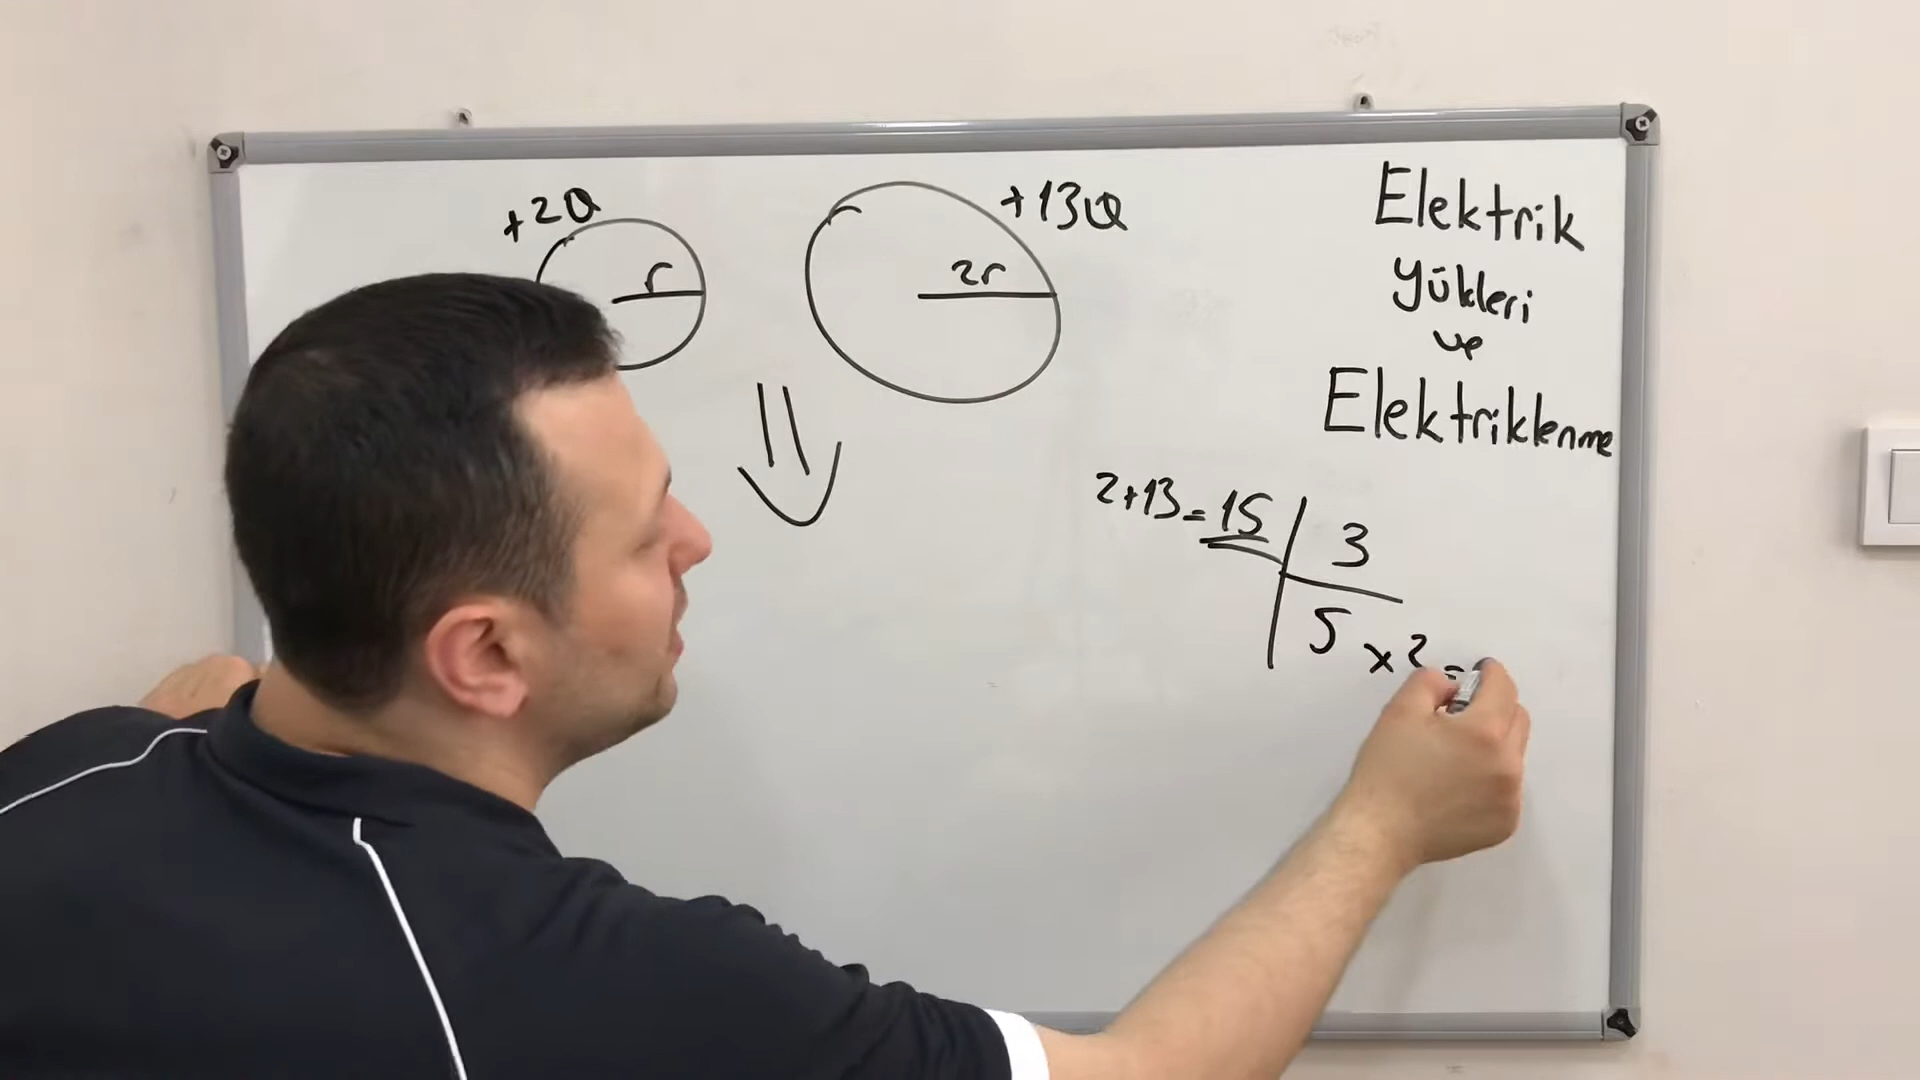 +2Q
r
+13Q
2r
Elektrik
yükleri
ve
Elektriklenme
2+13=15
3
5 x 2 =